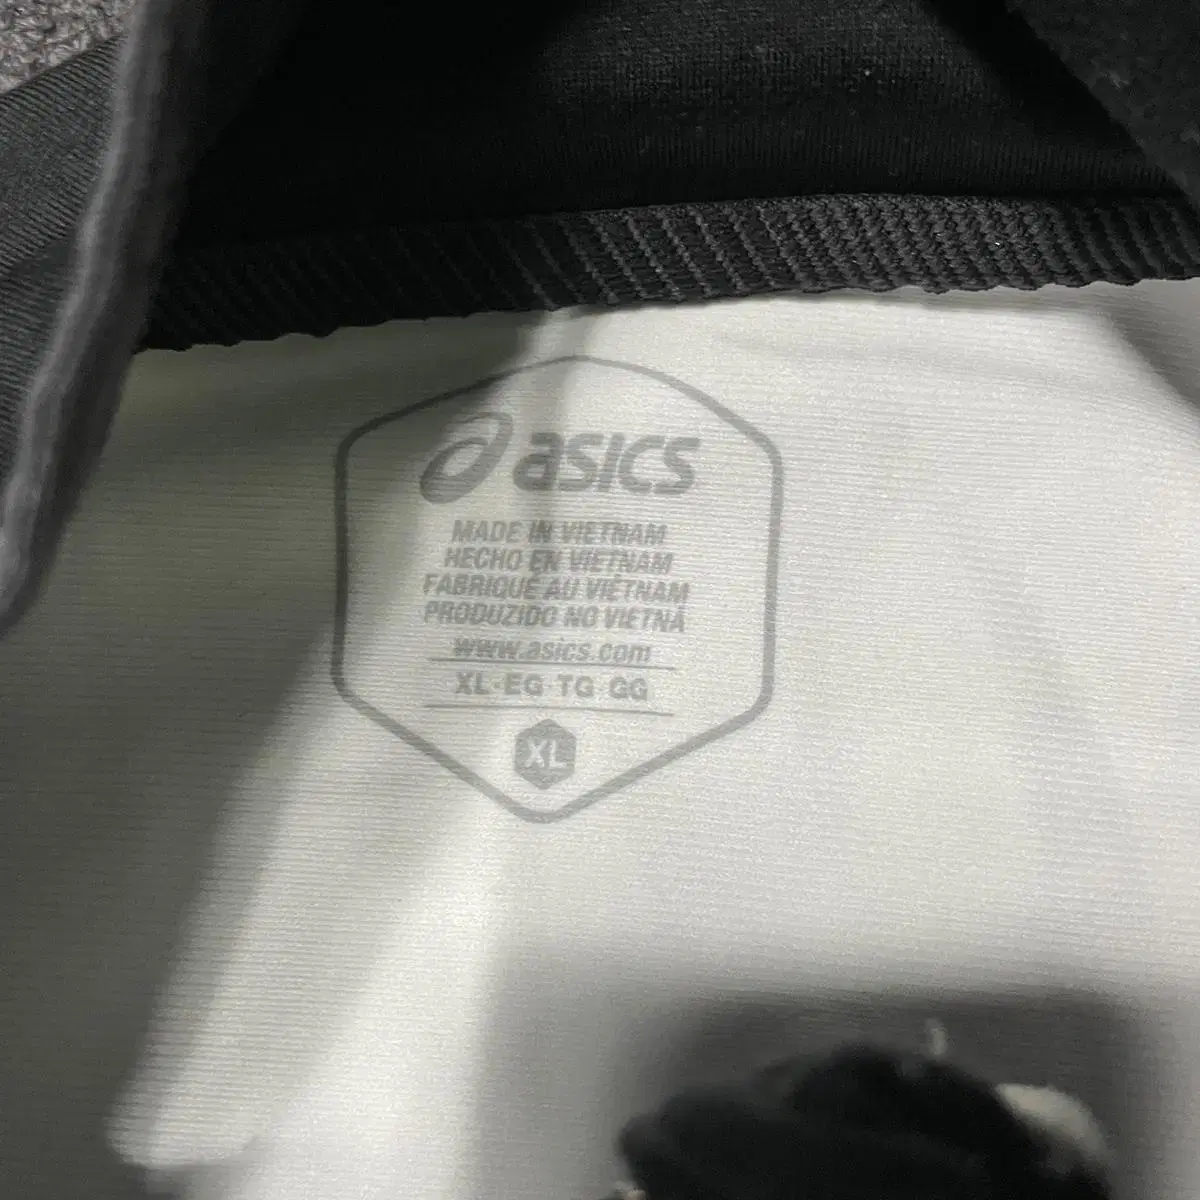 asics
MADE IN VIETNAM
HECHO EN VIETNAM
FABRIQUÉ AU VIÊTNAM
PRODUZIDO NO VIETNÃ
www.asics.com
XL·EG·TG·GG
XL